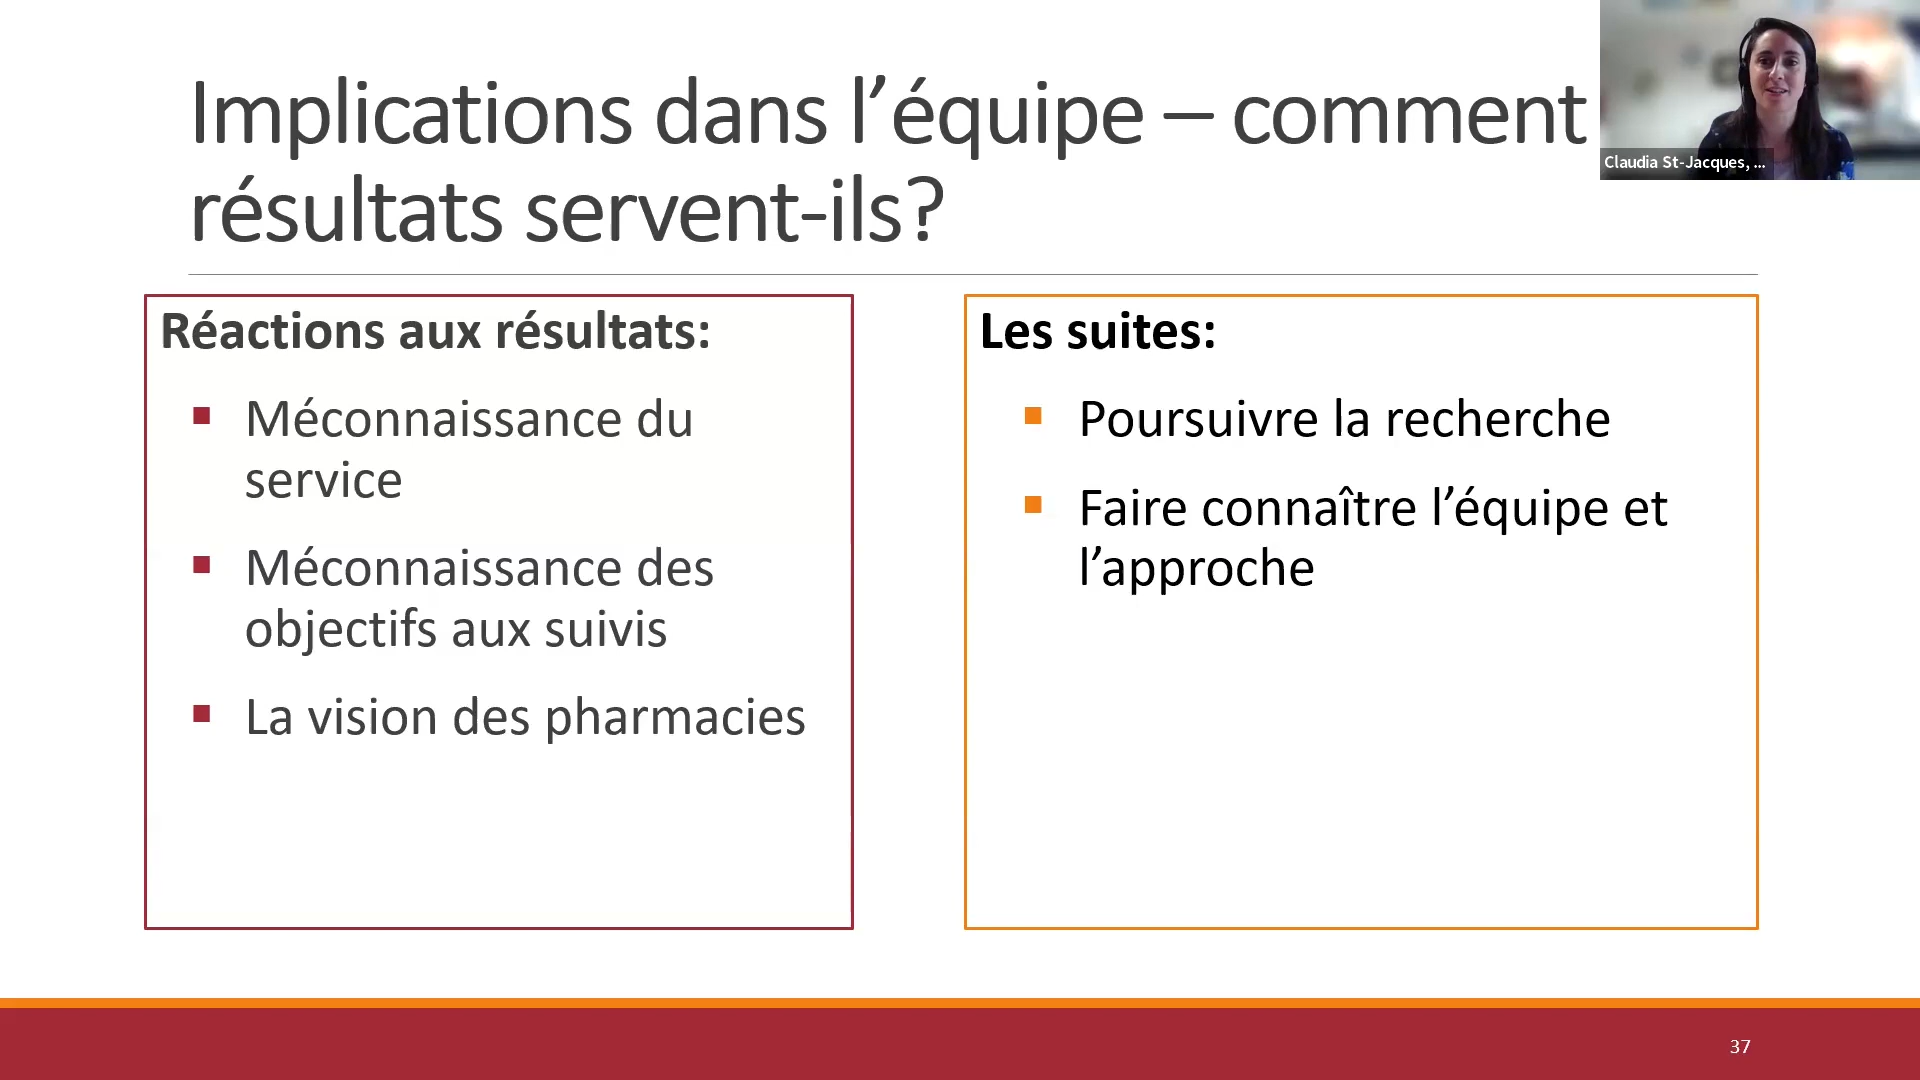 Implications dans l’équipe – comment
résultats servent-ils?
Claudia St-Jacques, ...
Réactions aux résultats:
▪ Méconnaissance du
service
▪ Méconnaissance des
objectifs aux suivis
▪ La vision des pharmacies
Les suites:
▪ Poursuivre la recherche
▪ Faire connaître l’équipe et
l’approche
37